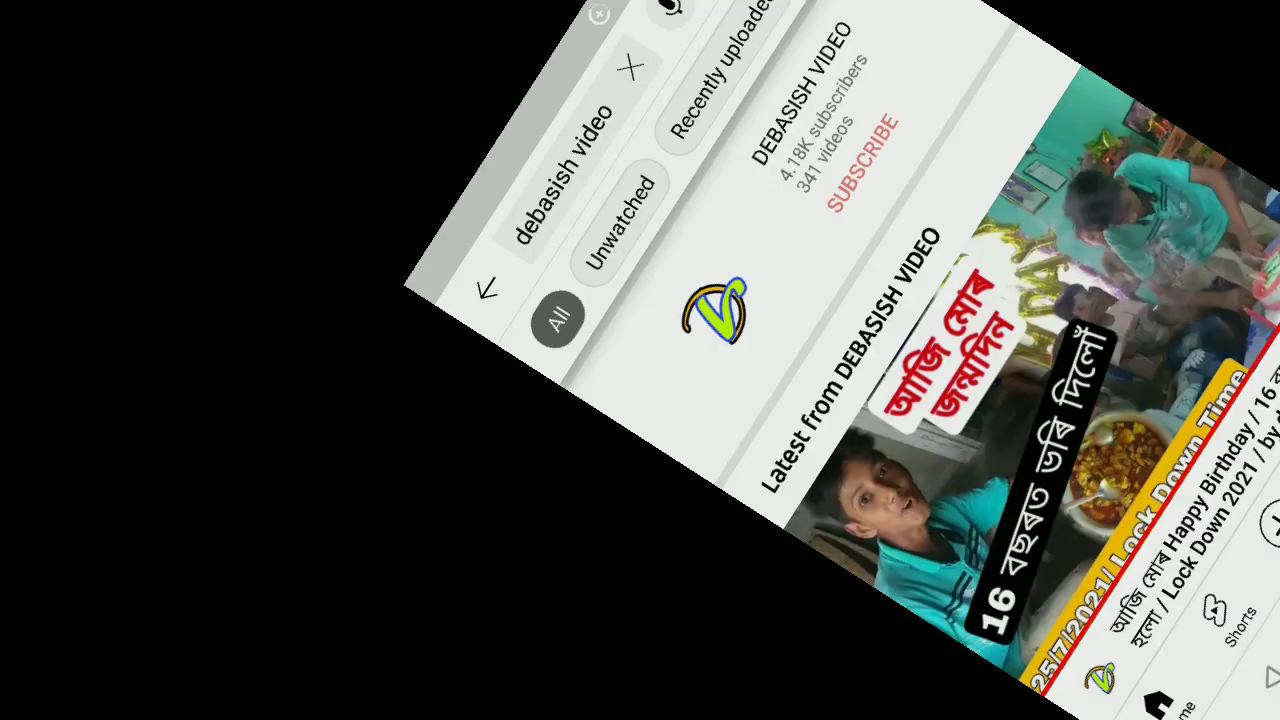 debasish video
All
Unwatched
Recently uploaded
DEBASISH VIDEO
4.18K subscribers
341 videos
SUBSCRIBE
Latest from DEBASISH VIDEO
আজি মোৰ
জন্মদিন
16 বছৰত ভৰি দিলোঁ
25/7/2021/ Lock Down Time
আজি মোৰ Happy Birthday / 16
হলো / Lock Down 2021 / by
Shorts